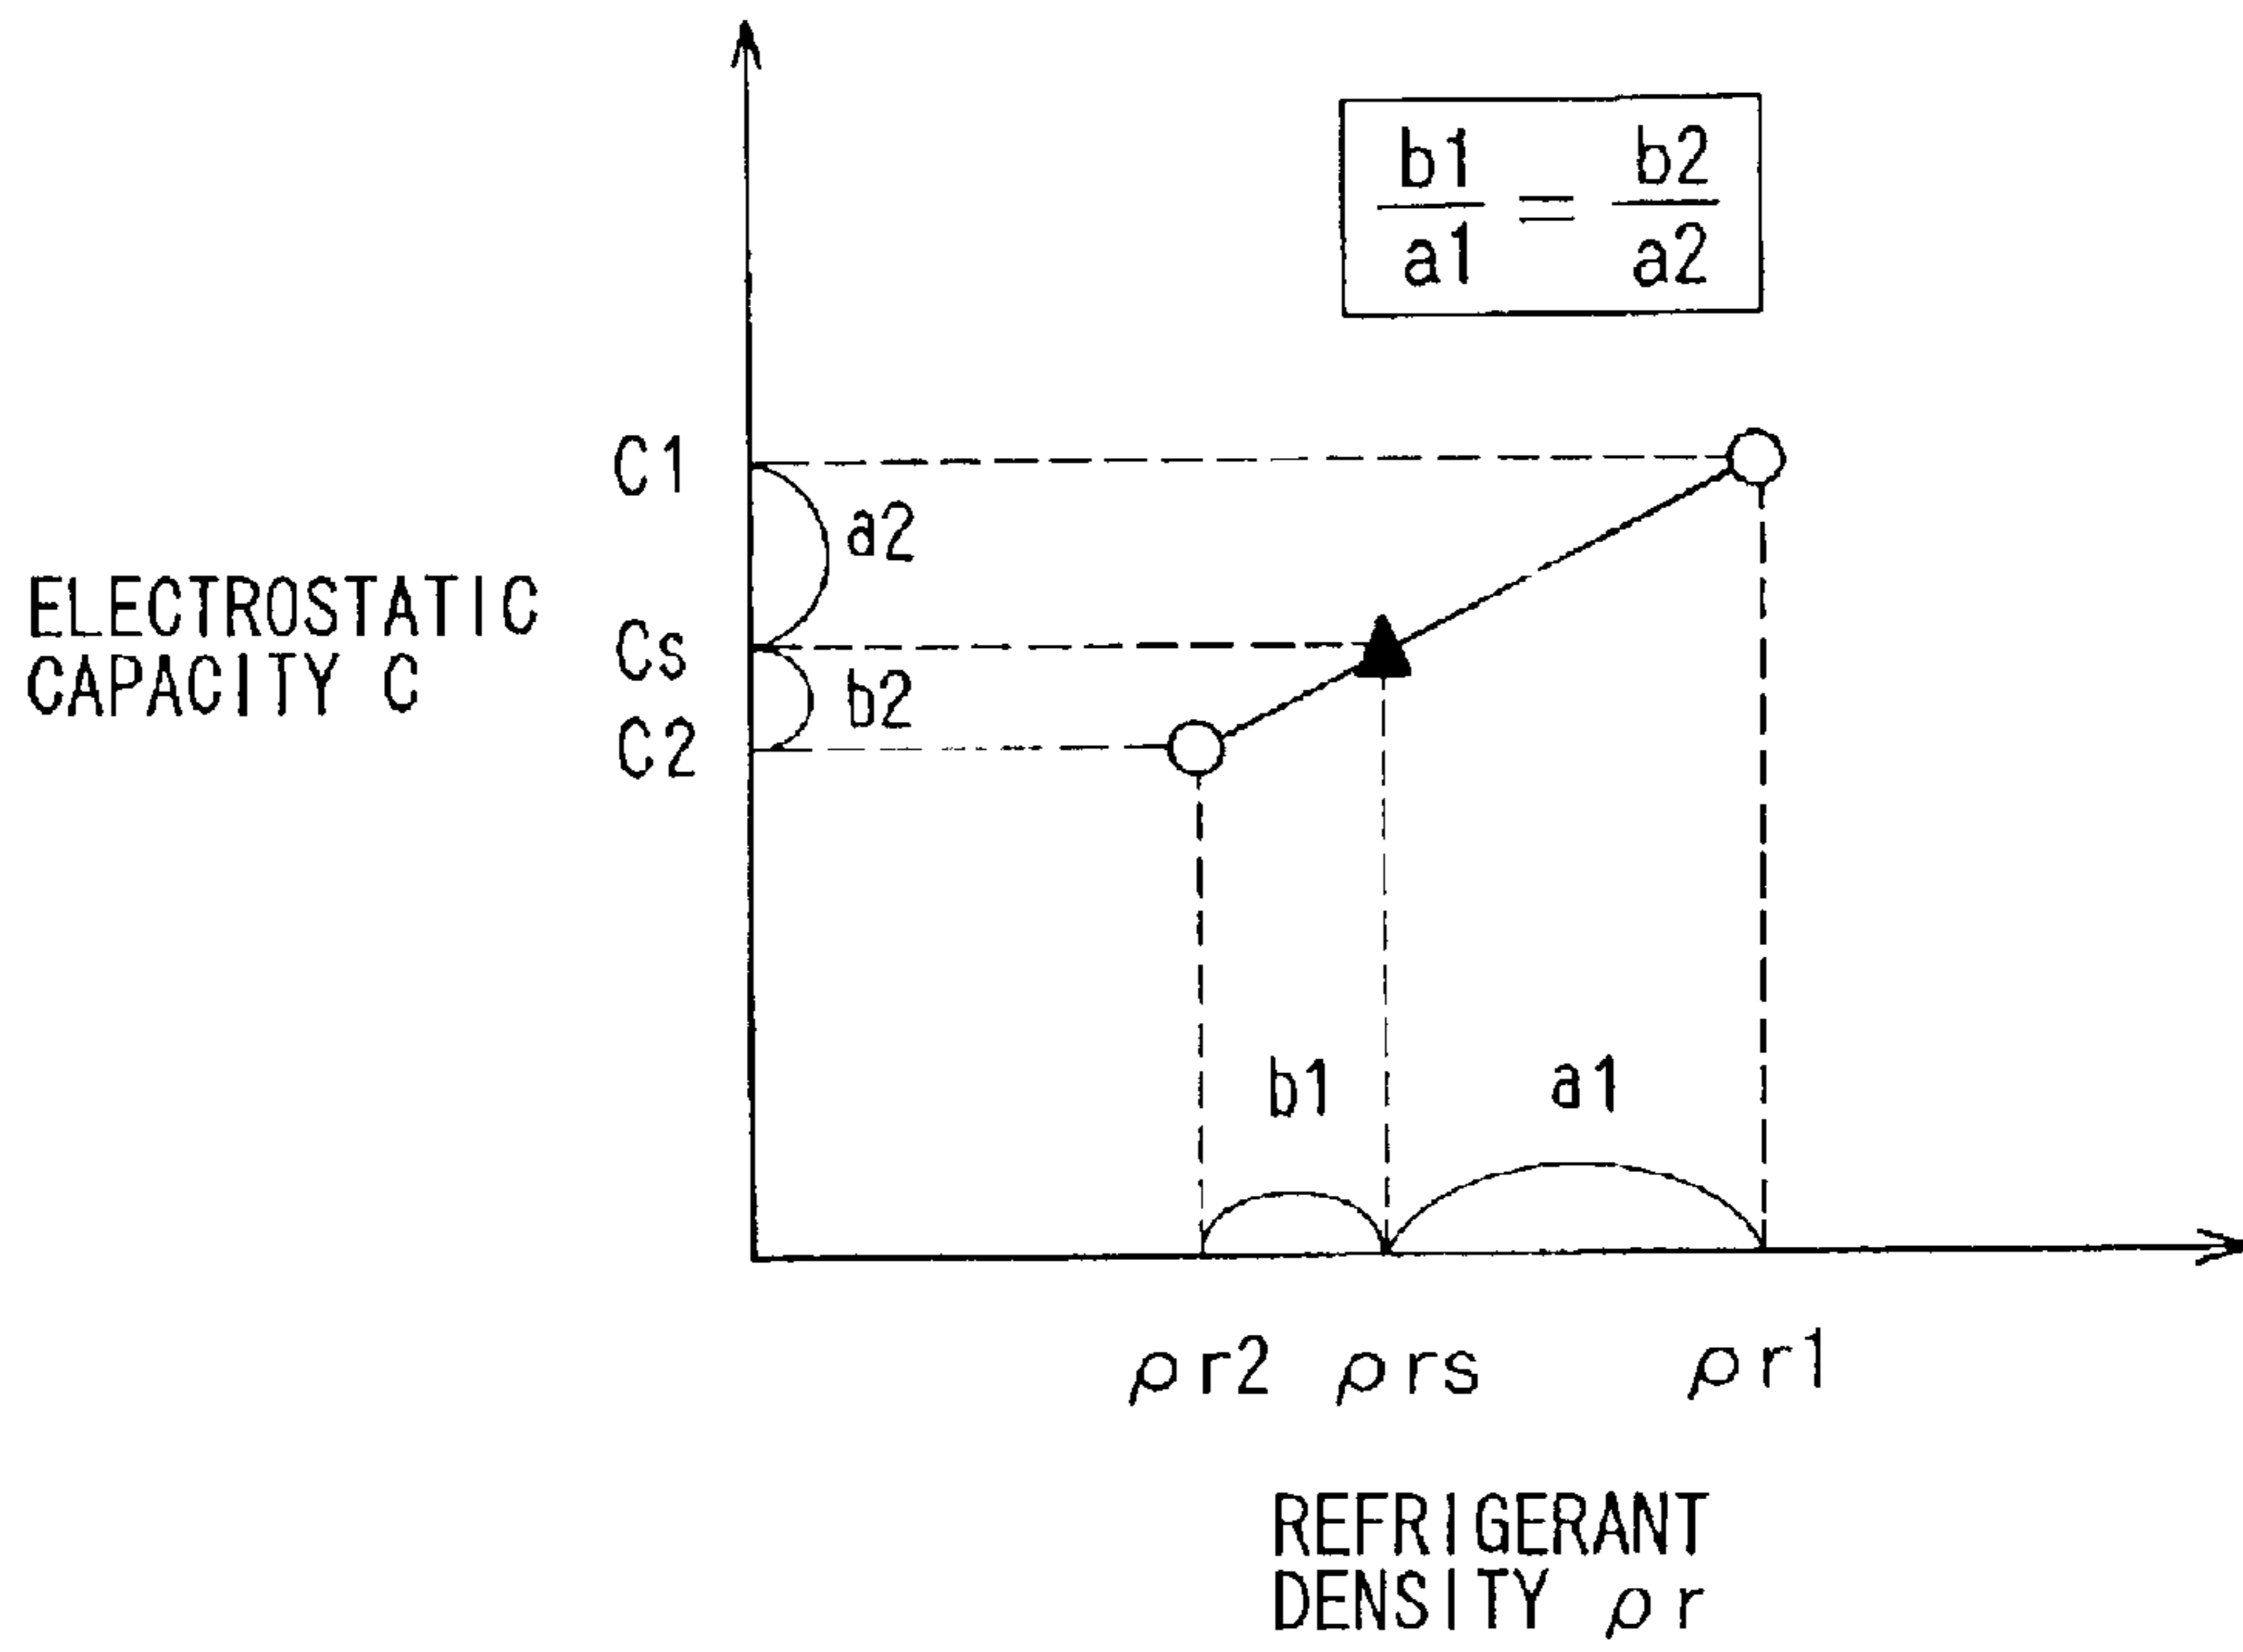 b1 = b2
a1 a2
C1
a2
ELECTROSTATIC
CAPACITY C
Cs
b2
C2
b1
a1
ρr2 ρrs ρr1
REFRIGERANT
DENSITY ρr